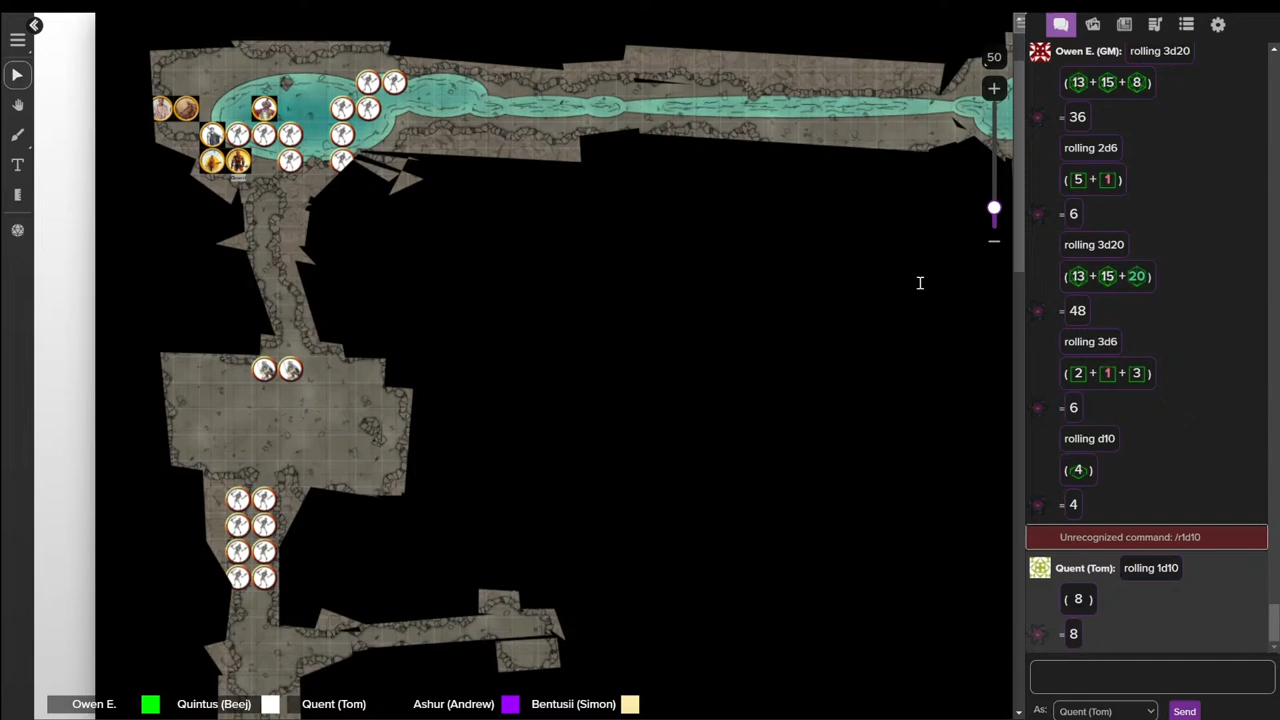 50
Owen E. (GM): rolling 3d20
(13+15+8)
= 36
rolling 2d6
(5+1)
= 6
rolling 3d20
(13+15+20)
= 48
rolling 3d6
(2+1+3)
= 6
rolling d10
(4)
= 4
Unrecognized command: /r1d10
Quent (Tom): rolling 1d10
(8)
= 8
As: Quent (Tom) Send
Owen E. Quintus (Beej) Quent (Tom) Ashur (Andrew) Bentusii (Simon)